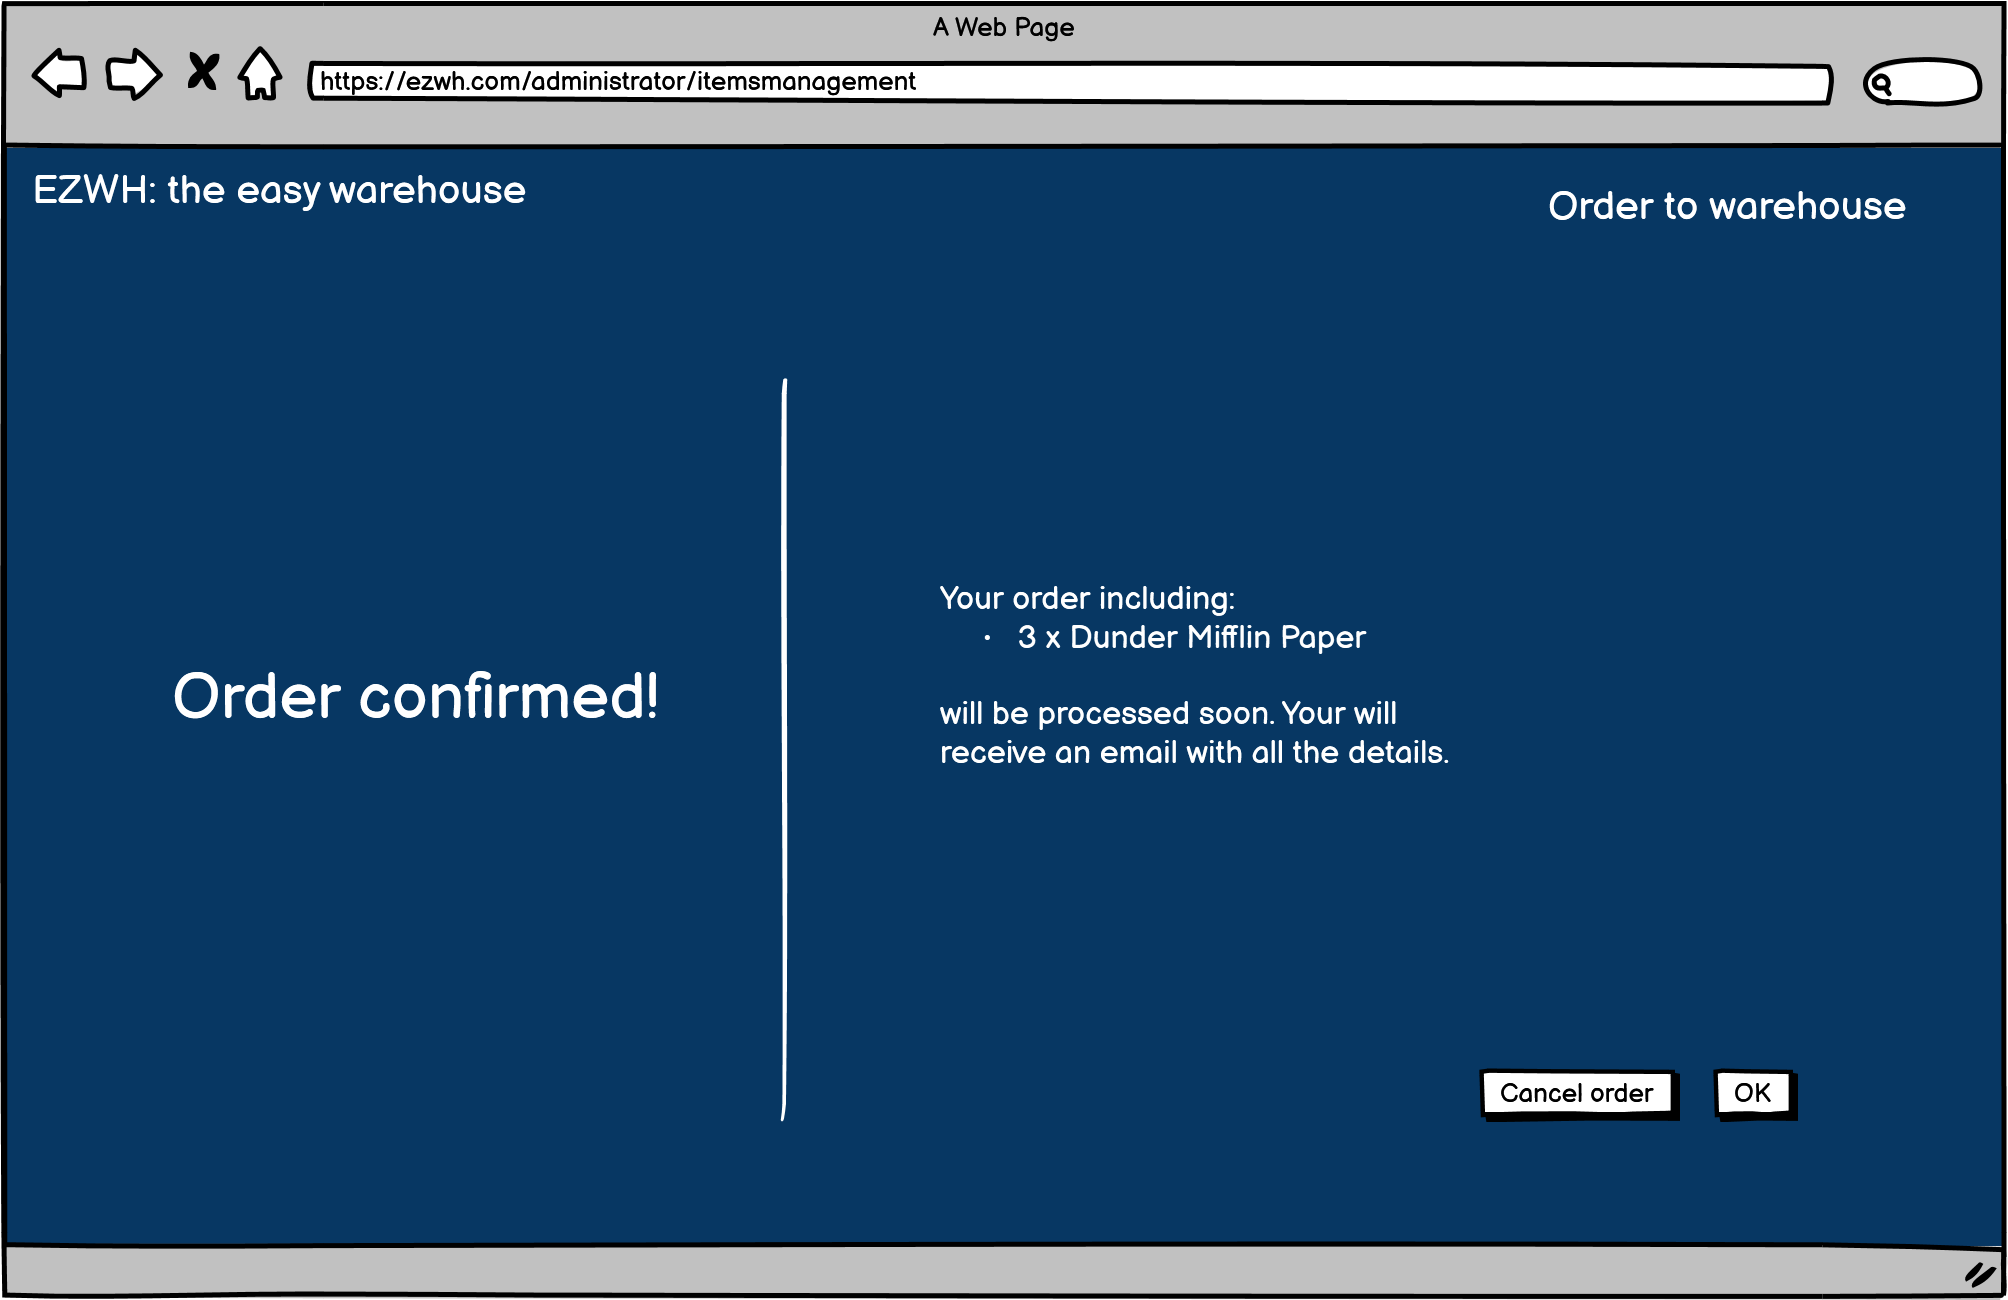 A Web Page
https://ezwh.com/administrator/itemsmanagement
EZWH: the easy warehouse
Order to warehouse
Order confirmed!
Your order including:
• 3 x Dunder Mifflin Paper
will be processed soon. Your will
receive an email with all the details.
Cancel order
OK